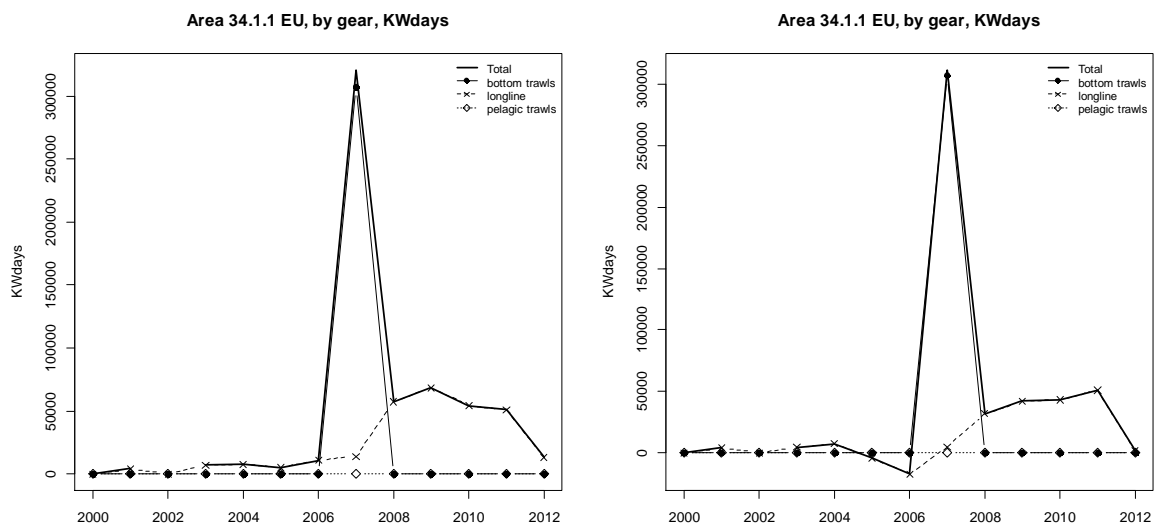 Area 34.1.1 EU, by gear, KWdays
Total
bottom trawls
longline
pelagic trawls
KWdays
300000
250000
200000
150000
100000
50000
0
2000 2002 2004 2006 2008 2010 2012
Area 34.1.1 EU, by gear, KWdays
Total
bottom trawls
longline
pelagic trawls
KWdays
300000
250000
200000
150000
100000
50000
0
2000 2002 2004 2006 2008 2010 2012